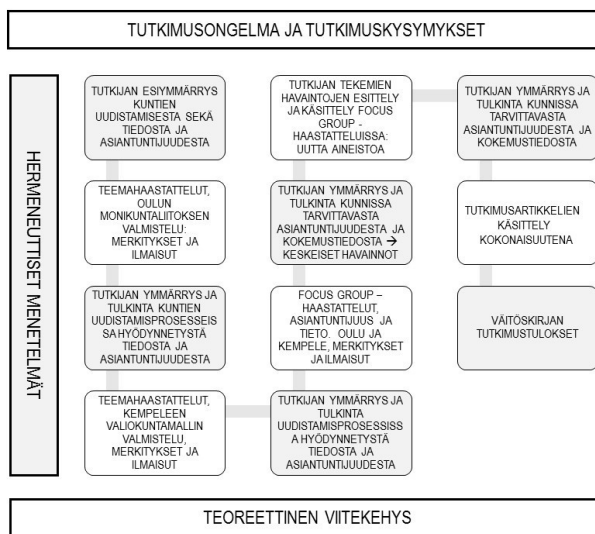 TUTKIMUSONGELMA JA TUTKIMUSKYSYMYKSET
HERMENEUTTISET MENETELMÄT
TUTKIJAN ESIYMMÄRRYS
KUNTIEN
UUDISTAMISESTA SEKÄ
TIEDOSTA JA
ASIANTUNTIJUUDESTA
TEEMAHAASTATTELUT,
OULUN
MONIKUNTALIITOKSEN
VALMISTELU:
MERKITYKSET JA
ILMAISUT
TUTKIJAN YMMÄRRYS JA
TULKINTA KUNTIEN
UUDISTAMISPROSESSEIS
SA HYÖDYNNETYSTÄ
TIEDOSTA JA
ASIANTUNTIJUUDESTA
TEEMAHAASTATTELUT,
KEMPELEEN
VALIOKUNTAMALLIN
VALMISTELU,
MERKITYKSET JA
ILMAISUT
TUTKIJAN YMMÄRRYS JA
TULKINTA
UUDISTAMISPROSESSISS
A HYÖDYNNETYSTÄ
TIEDOSTA JA
ASIANTUNTIJUUDESTA
FOCUS GROUP –
HAASTATTELUT,
ASIANTUNTIJUUS JA
TIETO. OULU JA
KEMPELE, MERKITYKSET
JA ILMAISUT
TUTKIJAN YMMÄRRYS JA
TULKINTA KUNNISSA
TARVITTAVASTA
ASIANTUNTIJUUDESTA JA
KOKEMUSTIEDOSTA →
KESKEISET HAVAINNOT
TUTKIJAN TEKEMIEN
HAVAINTOJEN ESITTELY
JA KÄSITTELY FOCUS
GROUP -
HAASTATTELUISSA:
UUTTA AINEISTOA
TUTKIJAN YMMÄRRYS JA
TULKINTA KUNNISSA
TARVITTAVASTA
ASIANTUNTIJUUDESTA JA
KOKEMUSTIEDOSTA
TUTKIMUSARTIKKELIEN
KÄSITTELY
KOKONAISUUTENA
VÄITÖSKIRJAN
TUTKIMUSTULOKSET
TEOREETTINEN VIITEKEHYS